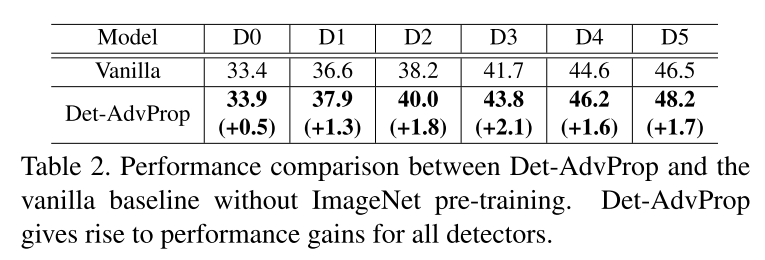 Model D0 D1 D2 D3 D4 D5
Vanilla 33.4 36.6 38.2 41.7 44.6 46.5
Det-AdvProp 33.9 37.9 40.0 43.8 46.2 48.2
(+0.5) (+1.3) (+1.8) (+2.1) (+1.6) (+1.7)
Table 2. Performance comparison between Det-AdvProp and the
vanilla baseline without ImageNet pre-training. Det-AdvProp
gives rise to performance gains for all detectors.